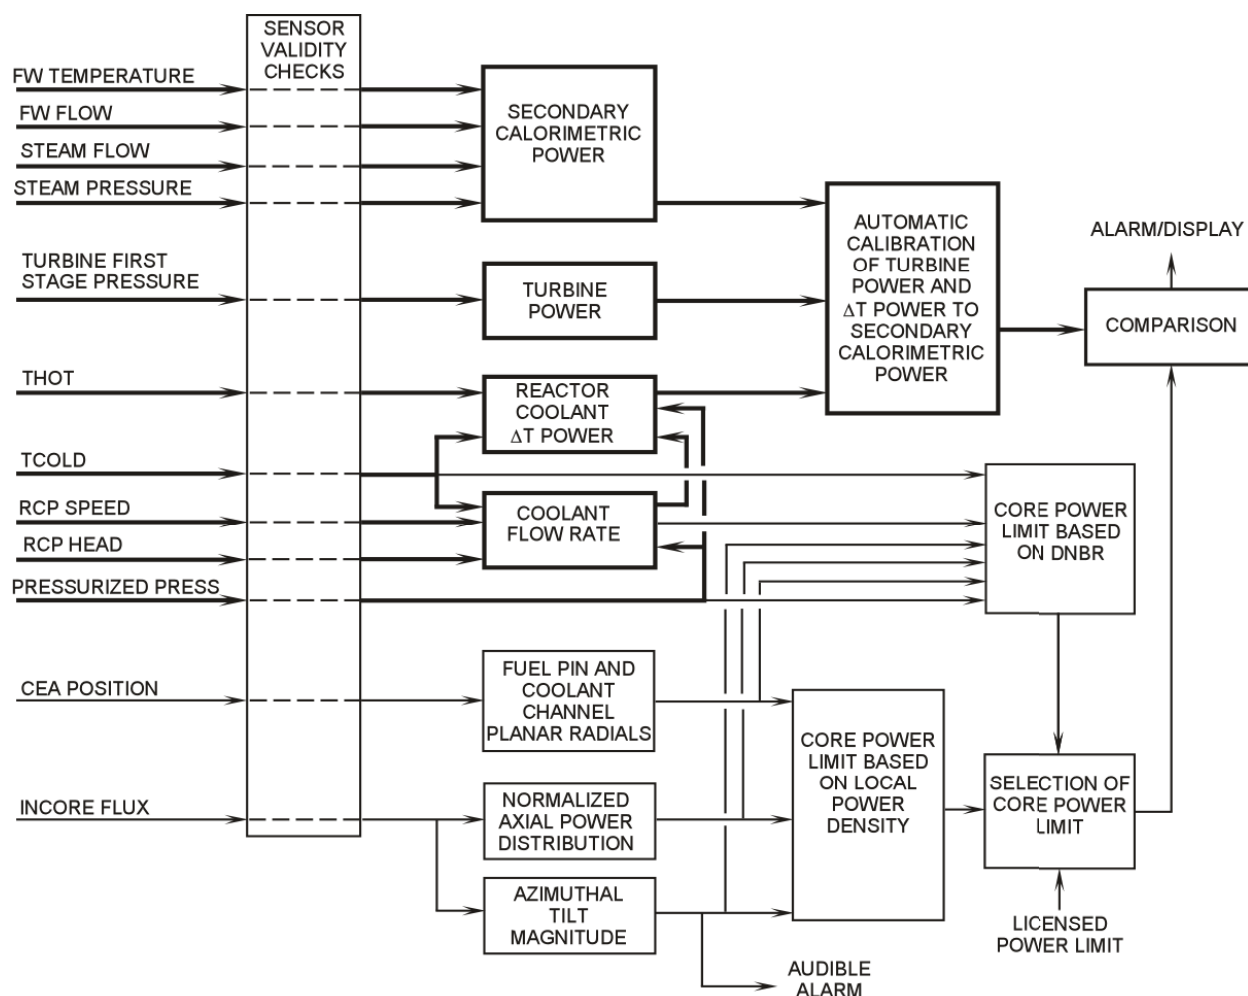 SENSOR
VALIDITY
CHECKS
FW TEMPERATURE
FW FLOW
STEAM FLOW
STEAM PRESSURE
TURBINE FIRST
STAGE PRESSURE
THOT
TCOLD
RCP SPEED
RCP HEAD
PRESSURIZED PRESS
CEA POSITION
INCORE FLUX
SECONDARY
CALORIMETRIC
POWER
TURBINE
POWER
REACTOR
COOLANT
ΔT POWER
COOLANT
FLOW RATE
FUEL PIN AND
COOLANT
CHANNEL
PLANAR RADIALS
NORMALIZED
AXIAL POWER
DISTRIBUTION
AZIMUTHAL
TILT
MAGNITUDE
AUTOMATIC
CALIBRATION
OF TURBINE
POWER AND
ΔT POWER TO
SECONDARY
CALORIMETRIC
POWER
CORE POWER
LIMIT BASED
ON LOCAL
POWER
DENSITY
AUDIBLE
ALARM
ALARM/DISPLAY
COMPARISON
CORE POWER
LIMIT BASED
ON DNBR
SELECTION OF
CORE POWER
LIMIT
LICENSED
POWER LIMIT